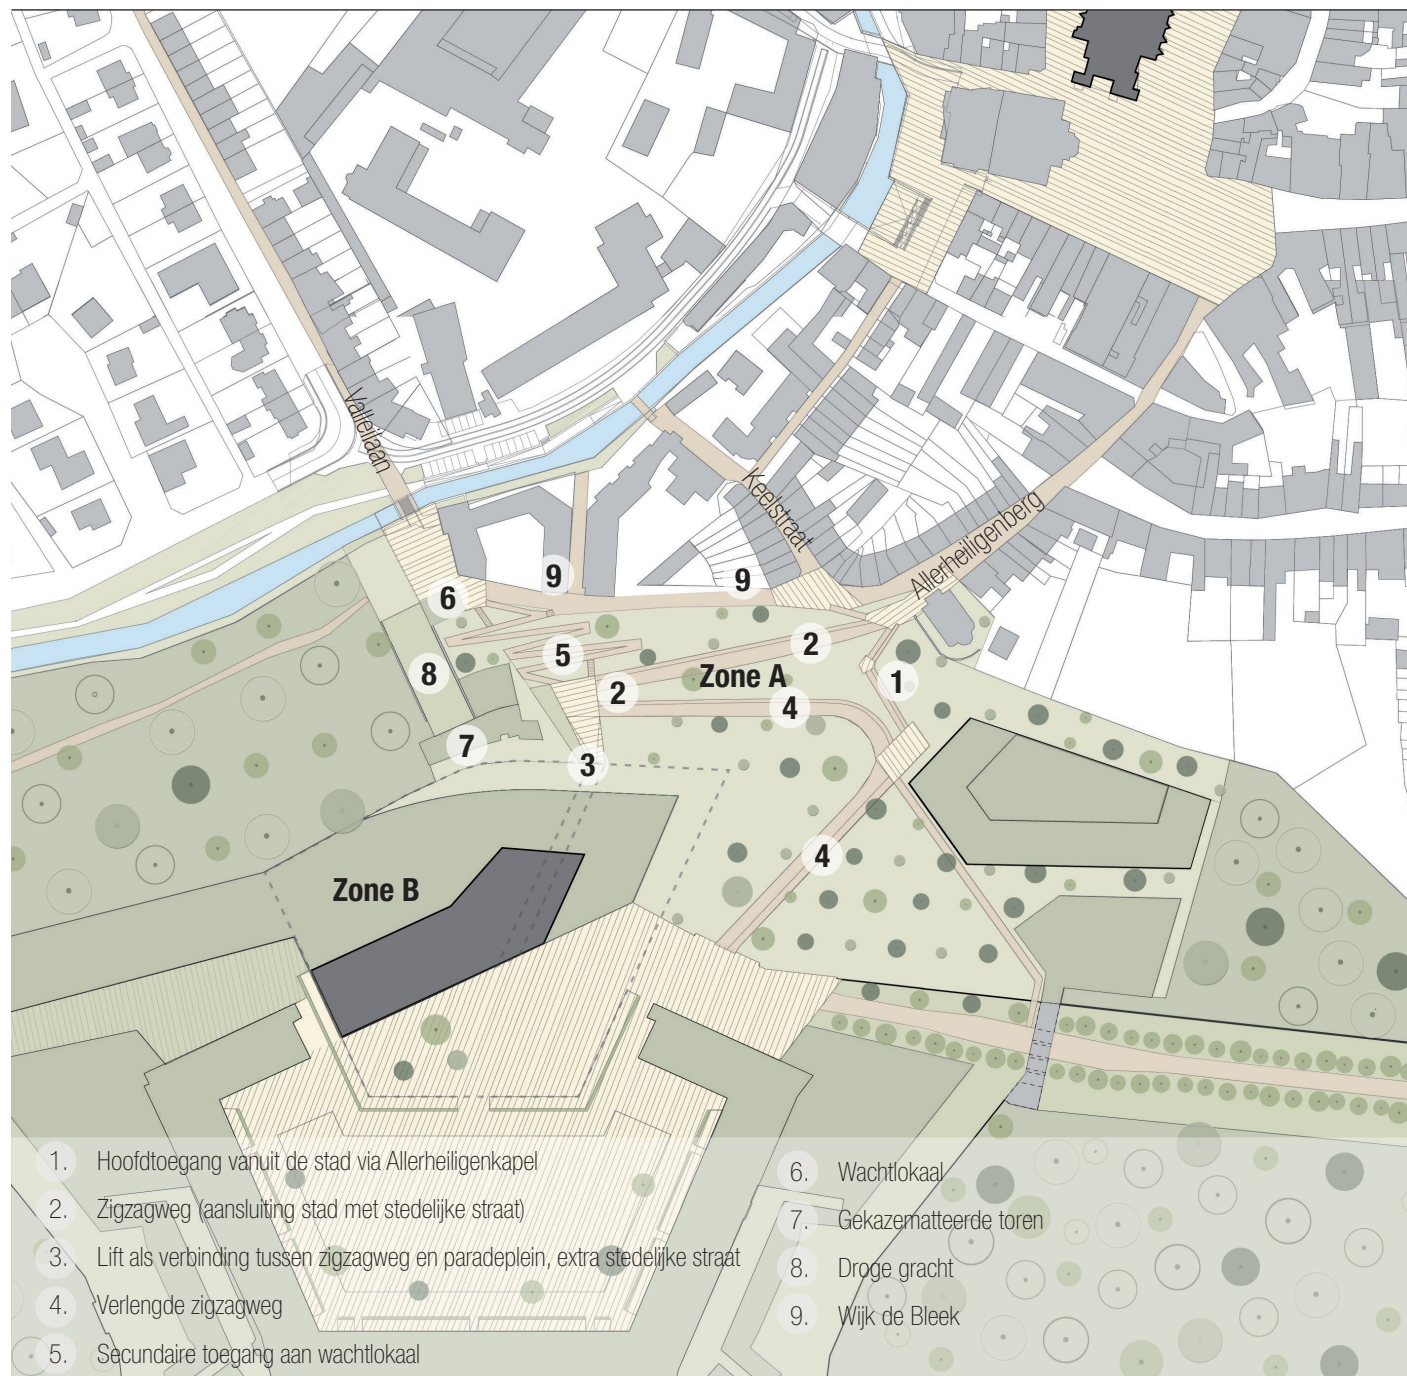 Valleilaan
Keelstraat
Allerheiligenberg
9
9
6
2
5
Zone A
1
8
2
4
7
3
4
Zone B
1. Hoofdtoegang vanuit de stad via Allerheiligenkapel
2. Zigzagweg (aansluiting stad met stedelijke straat)
3. Lift als verbinding tussen zigzagweg en paradeplein, extra stedelijke straat
4. Verlengde zigzagweg
5. Secundaire toegang aan wachtlokaal
6. Wachtlokaal
7. Gekazematteerde toren
8. Droge gracht
9. Wijk de Bleek